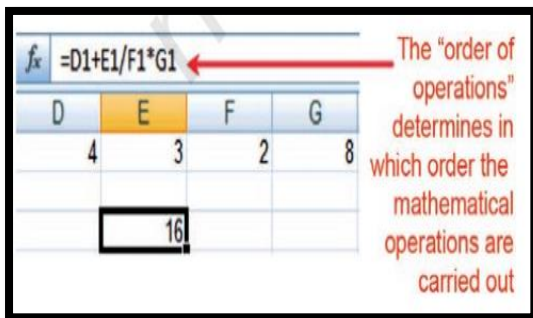 fx =D1+E1/F1*G1
The “order of
operations”
determines in
which order the
mathematical
operations are
carried out
D E F G
4 3 2 8
16